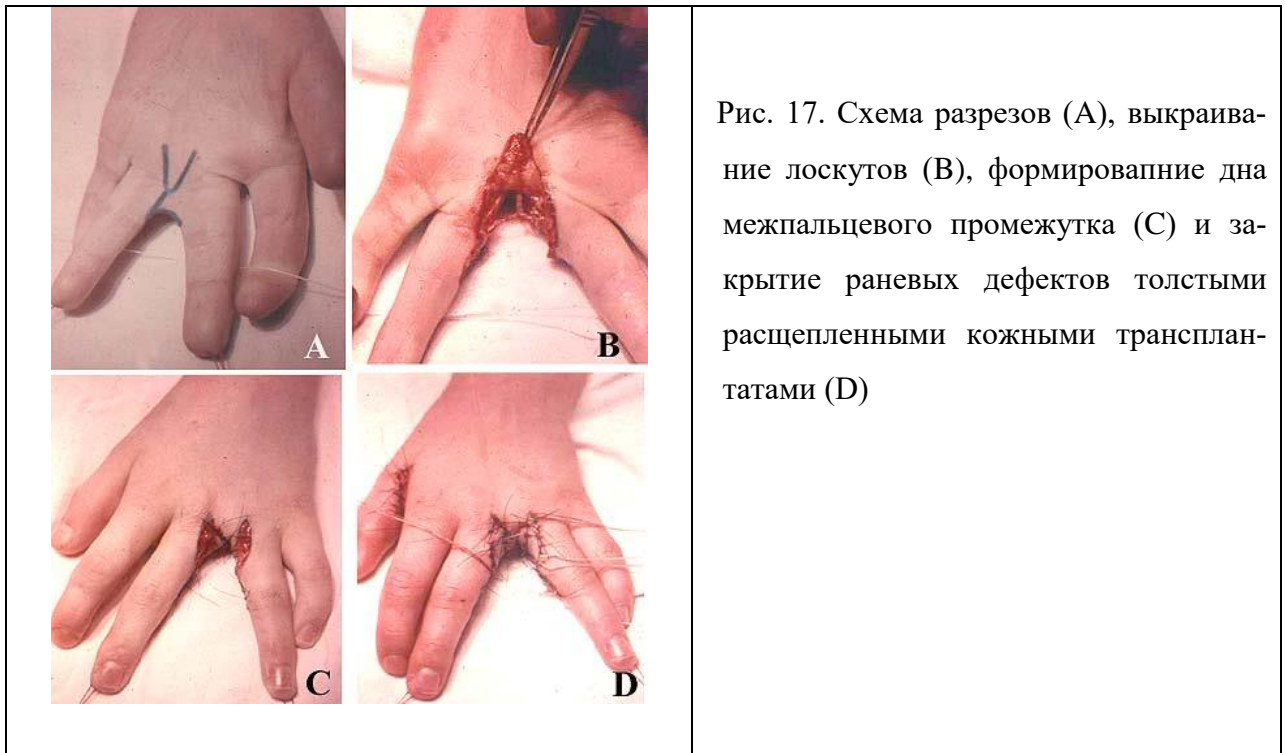 A
B
C
D
Рис. 17. Схема разрезов (A), выкраива-
ние лоскутов (B), формировапние дна
межпальцевого промежутка (C) и за-
крытие раневых дефектов толстыми
расщепленными кожными трансплан-
татами (D)